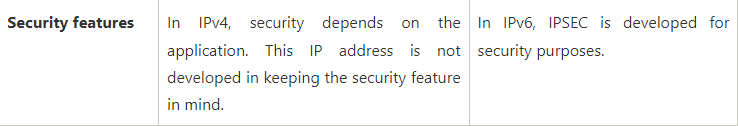 Security features
In IPv4, security depends on the
application. This IP address is not
developed in keeping the security feature
in mind.
In IPv6, IPSEC is developed for
security purposes.